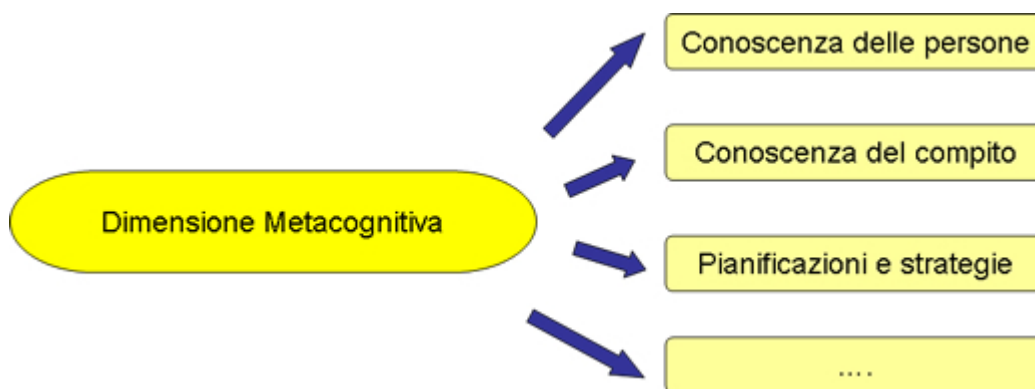 Conoscenza delle persone
Conoscenza del compito
Dimensione Metacognitiva
Pianificazioni e strategie
....